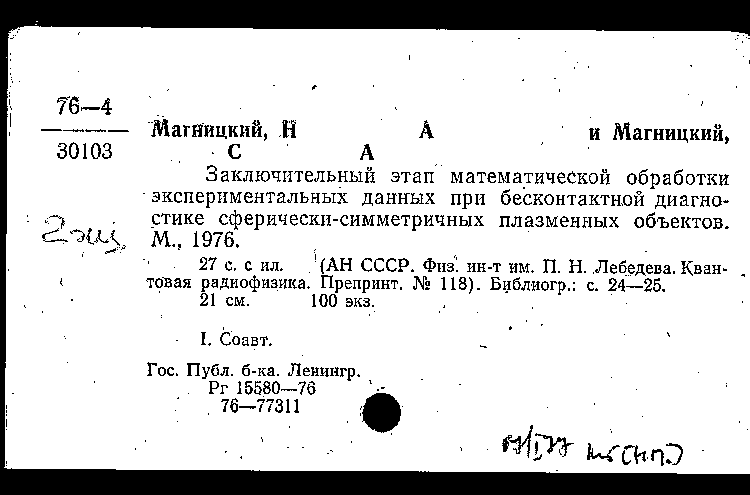 76—4
30103
Магницкий, Н А и Магницкий,
С А
Заключительный этап математической обработки
экспериментальных данных при бесконтактной диагно-
стике сферически-симметричных плазменных объектов.
М., 1976.
2 экз.
27 с. с ил. (АН СССР. Физ. ин-т им. П. Н. Лебедева. Кван-
товая радиофизика. Препринт. № 118). Библиогр.: с. 24—25.
21 см. 100 экз.
I. Соавт.
Гос. Публ. б-ка. Ленингр.
Рг 15580—76
76—77311